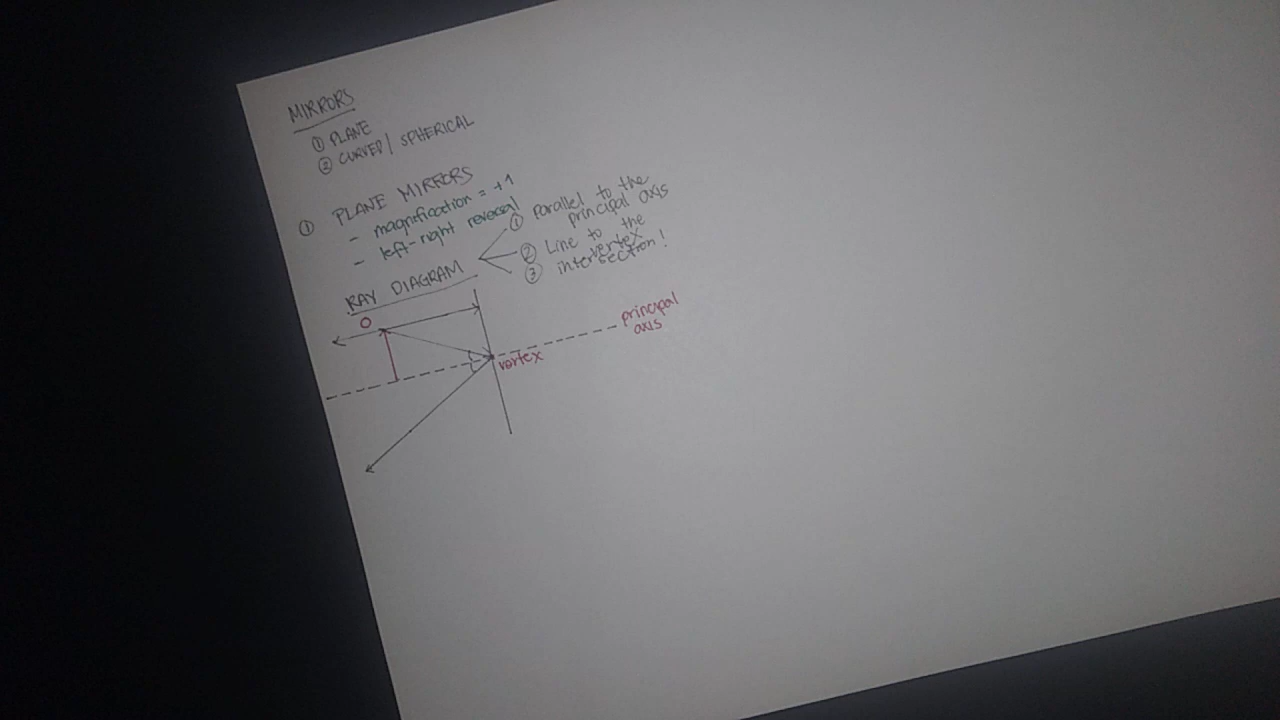 MIRRORS
① PLANE
② CURVED / SPHERICAL
① PLANE MIRRORS
- magnification = +1
- left-right reversal
RAY DIAGRAM
① parallel to the
principal axis
② Line to the
vertex
③ intersection!
O
principal
axis
vortex